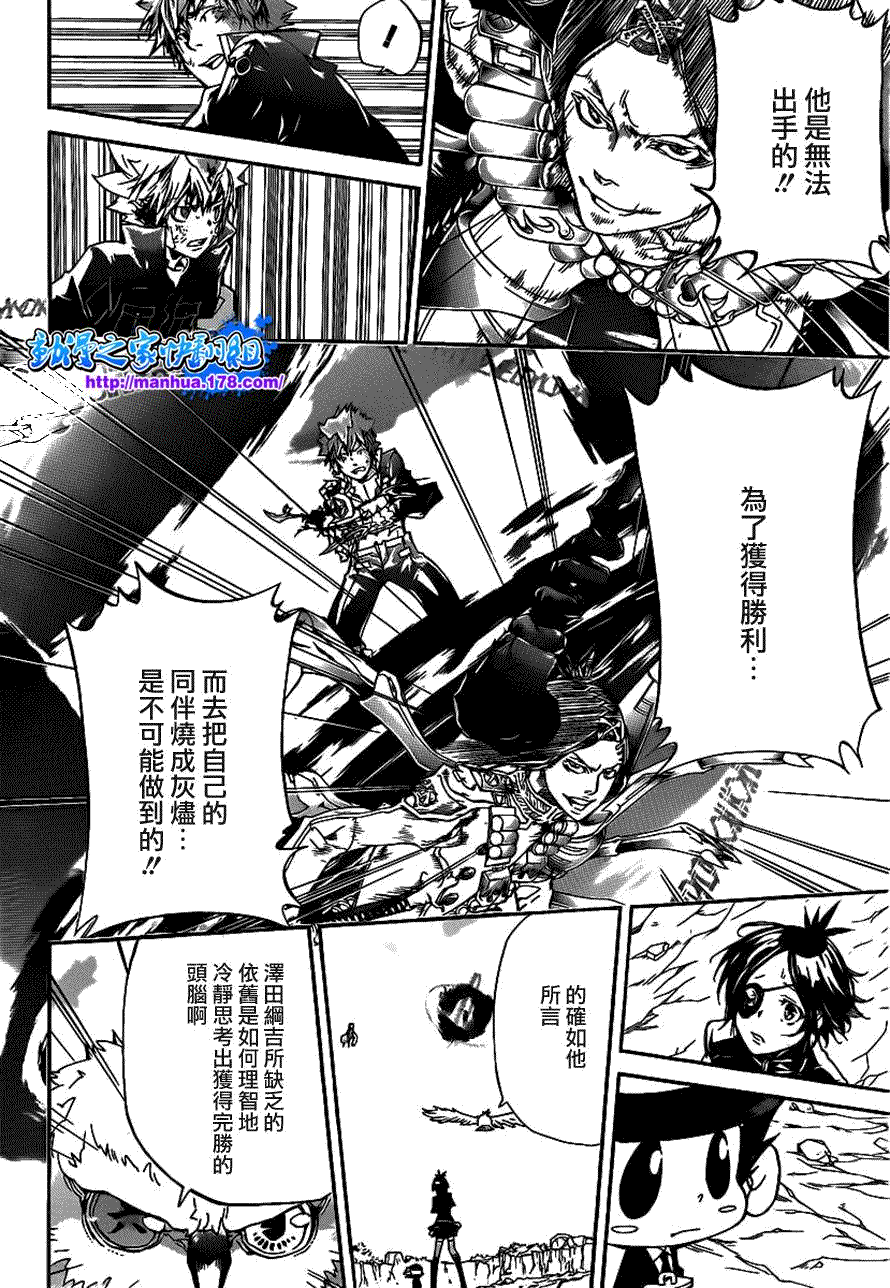 他是無法
出手的!!
為了獲得勝利…
而去把自己的
同伴燒成灰燼…
是不可能做到的!!
動漫之家快翻組
http://manhua.178.com/
的確如他
所言
澤田綱吉所缺乏的
依舊是如何理智地
冷靜思考出獲得完勝的
頭腦啊